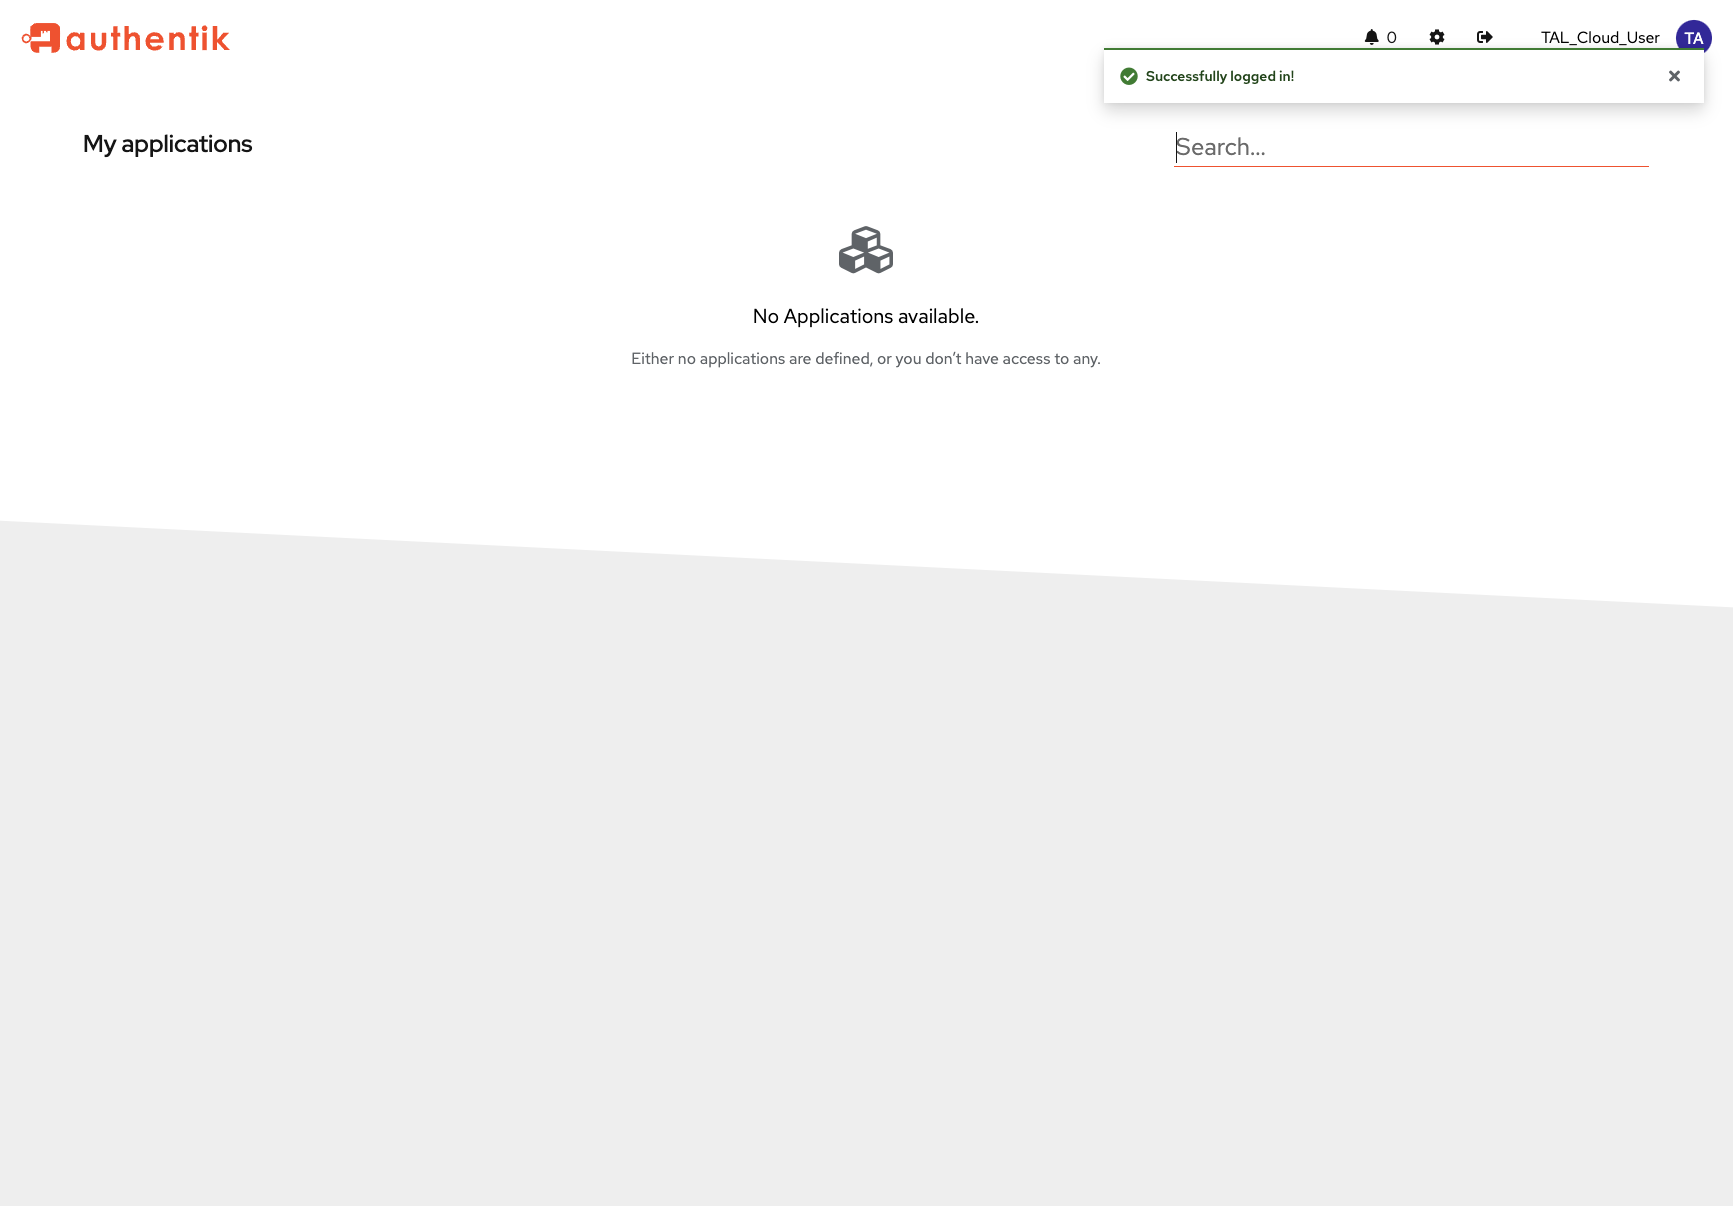 authentik
0
TAL_Cloud_User
TA
Successfully logged in!
My applications
Search...
No Applications available.
Either no applications are defined, or you don’t have access to any.